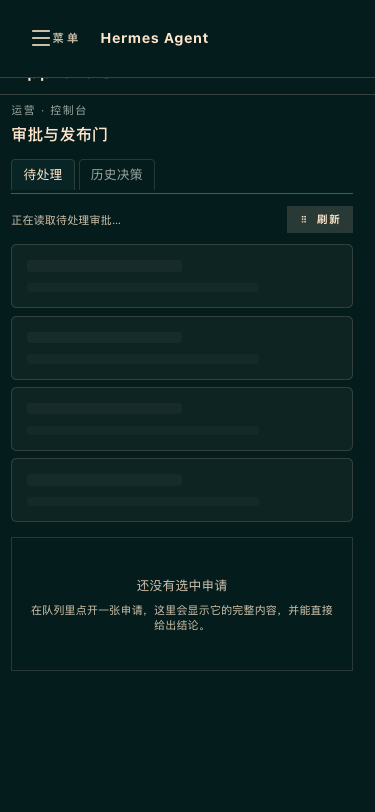 菜单
Hermes Agent
运营 · 控制台
审批与发布门
待处理
历史决策
正在读取待处理审批...
刷新
还没有选中申请
在队列里点开一张申请，这里会显示它的完整内容，并能直接
给出结论。